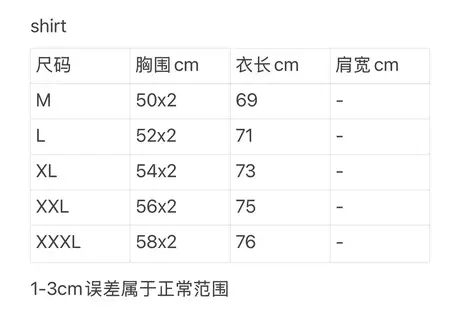 shirt
尺码 胸围cm 衣长cm 肩宽cm
M 50x2 69 -
L 52x2 71 -
XL 54x2 73 -
XXL 56x2 75 -
XXXL 58x2 76 -
1-3cm误差属于正常范围